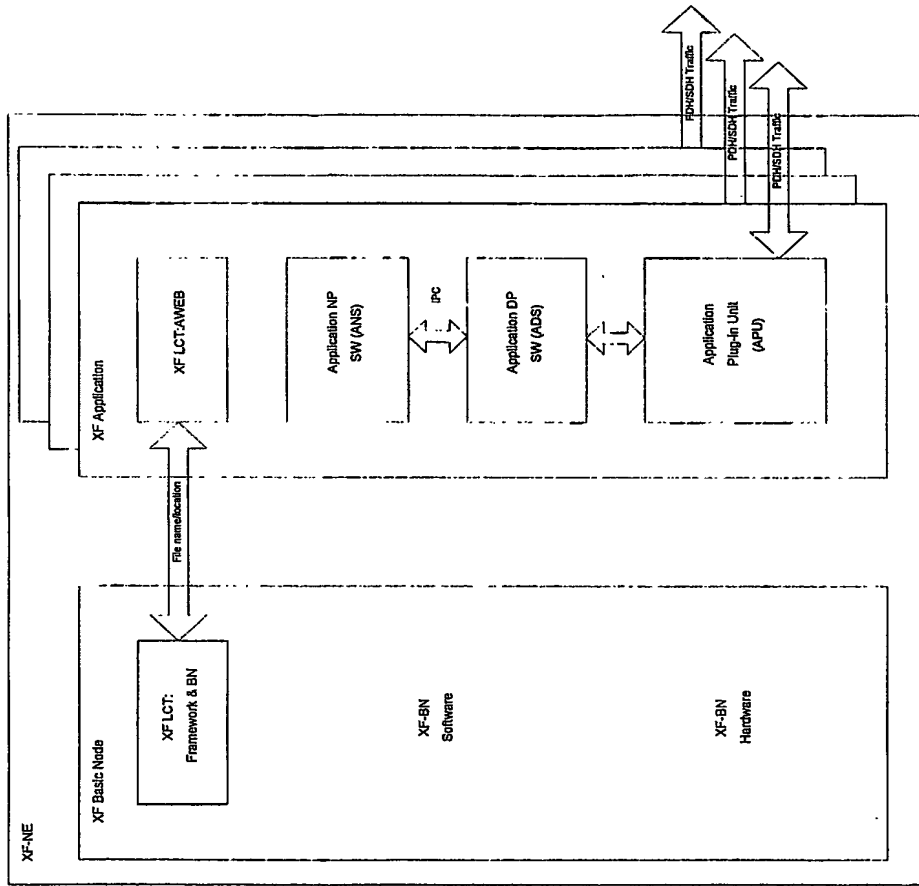 XF-NE
XF Basic Node
XF LCT:
Framework & BN
XF-BN
Software
XF-BN
Hardware
File name/location
XF Application
XF LCT:AWEB
Application NP
SW (ANS)
IPC
Application DP
SW (ADS)
Application
Plug-In Unit
(APU)
PDH/SDH Traffic
PDH/SDH Traffic
PDH/SDH Traffic